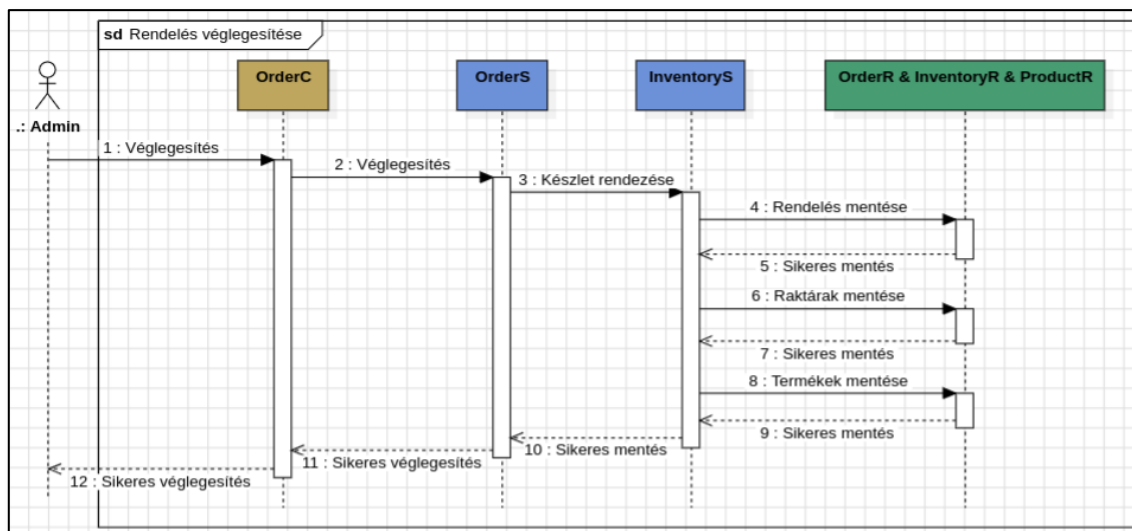 sd Rendelés véglegesítése
OrderC
OrderS
InventoryS
OrderR & InventoryR & ProductR
.: Admin
1 : Véglegesítés
2 : Véglegesítés
3 : Készlet rendezése
4 : Rendelés mentése
5 : Sikeres mentés
6 : Raktárak mentése
7 : Sikeres mentés
8 : Termékek mentése
9 : Sikeres mentés
10 : Sikeres mentés
11 : Sikeres véglegesítés
12 : Sikeres véglegesítés